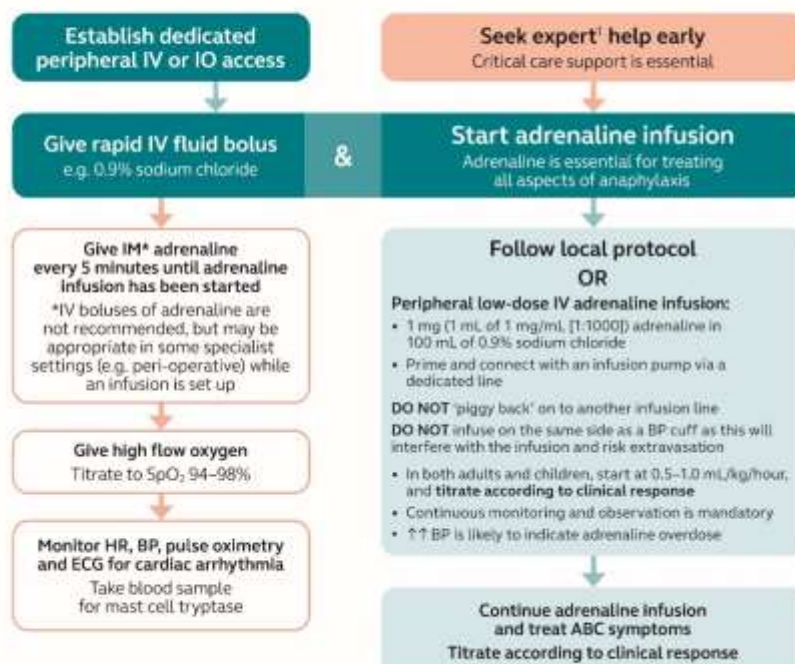 Establish dedicated
peripheral IV or IO access
Seek expert¹ help early
Critical care support is essential
Give rapid IV fluid bolus
e.g. 0.9% sodium chloride
&
Start adrenaline infusion
Adrenaline is essential for treating
all aspects of anaphylaxis
Give IM* adrenaline
every 5 minutes until adrenaline
infusion has been started
*IV boluses of adrenaline are
not recommended, but may be
appropriate in some specialist
settings (e.g. peri-operative) while
an infusion is set up
Give high flow oxygen
Titrate to SpO₂ 94–98%
Monitor HR, BP, pulse oximetry
and ECG for cardiac arrhythmia
Take blood sample
for mast cell tryptase
Follow local protocol
OR
Peripheral low-dose IV adrenaline infusion:
• 1 mg (1 mL of 1 mg/mL [1:1000]) adrenaline in
100 mL of 0.9% sodium chloride
• Prime and connect with an infusion pump via a
dedicated line
DO NOT 'piggy back' on to another infusion line
DO NOT infuse on the same side as a BP cuff as this will
interfere with the infusion and risk extravasation
• In both adults and children, start at 0.5–1.0 mL/kg/hour,
and titrate according to clinical response
• Continuous monitoring and observation is mandatory
• ↑↑ BP is likely to indicate adrenaline overdose
Continue adrenaline infusion
and treat ABC symptoms
Titrate according to clinical response